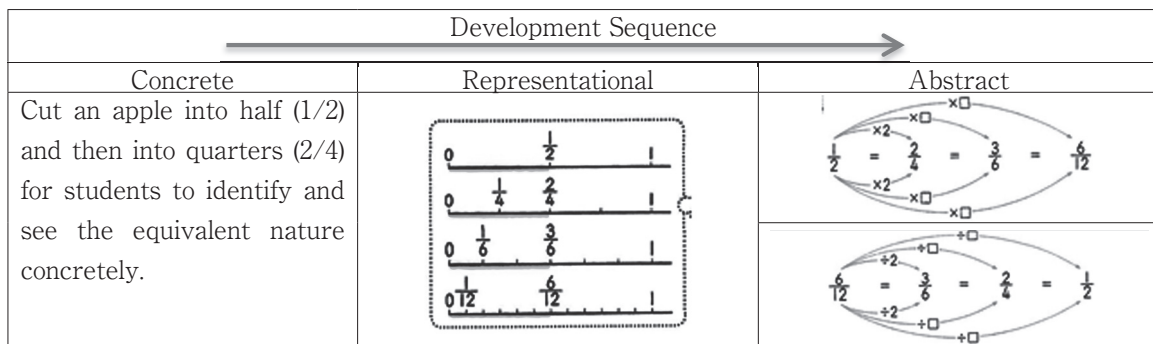 Development Sequence
Concrete
Representational
Abstract
Cut an apple into half (1/2)
and then into quarters (2/4)
for students to identify and
see the equivalent nature
concretely.
0 1/2 1
0 1/4 2/4 1
0 1/6 3/6 1
0 1/12 6/12 1
×□
×□
×2
1/2 = 2/4 = 3/6 = 6/12
×2
×□
×□
÷□
÷□
÷2
6/12 = 3/6 = 2/4 = 1/2
÷2
÷□
÷□